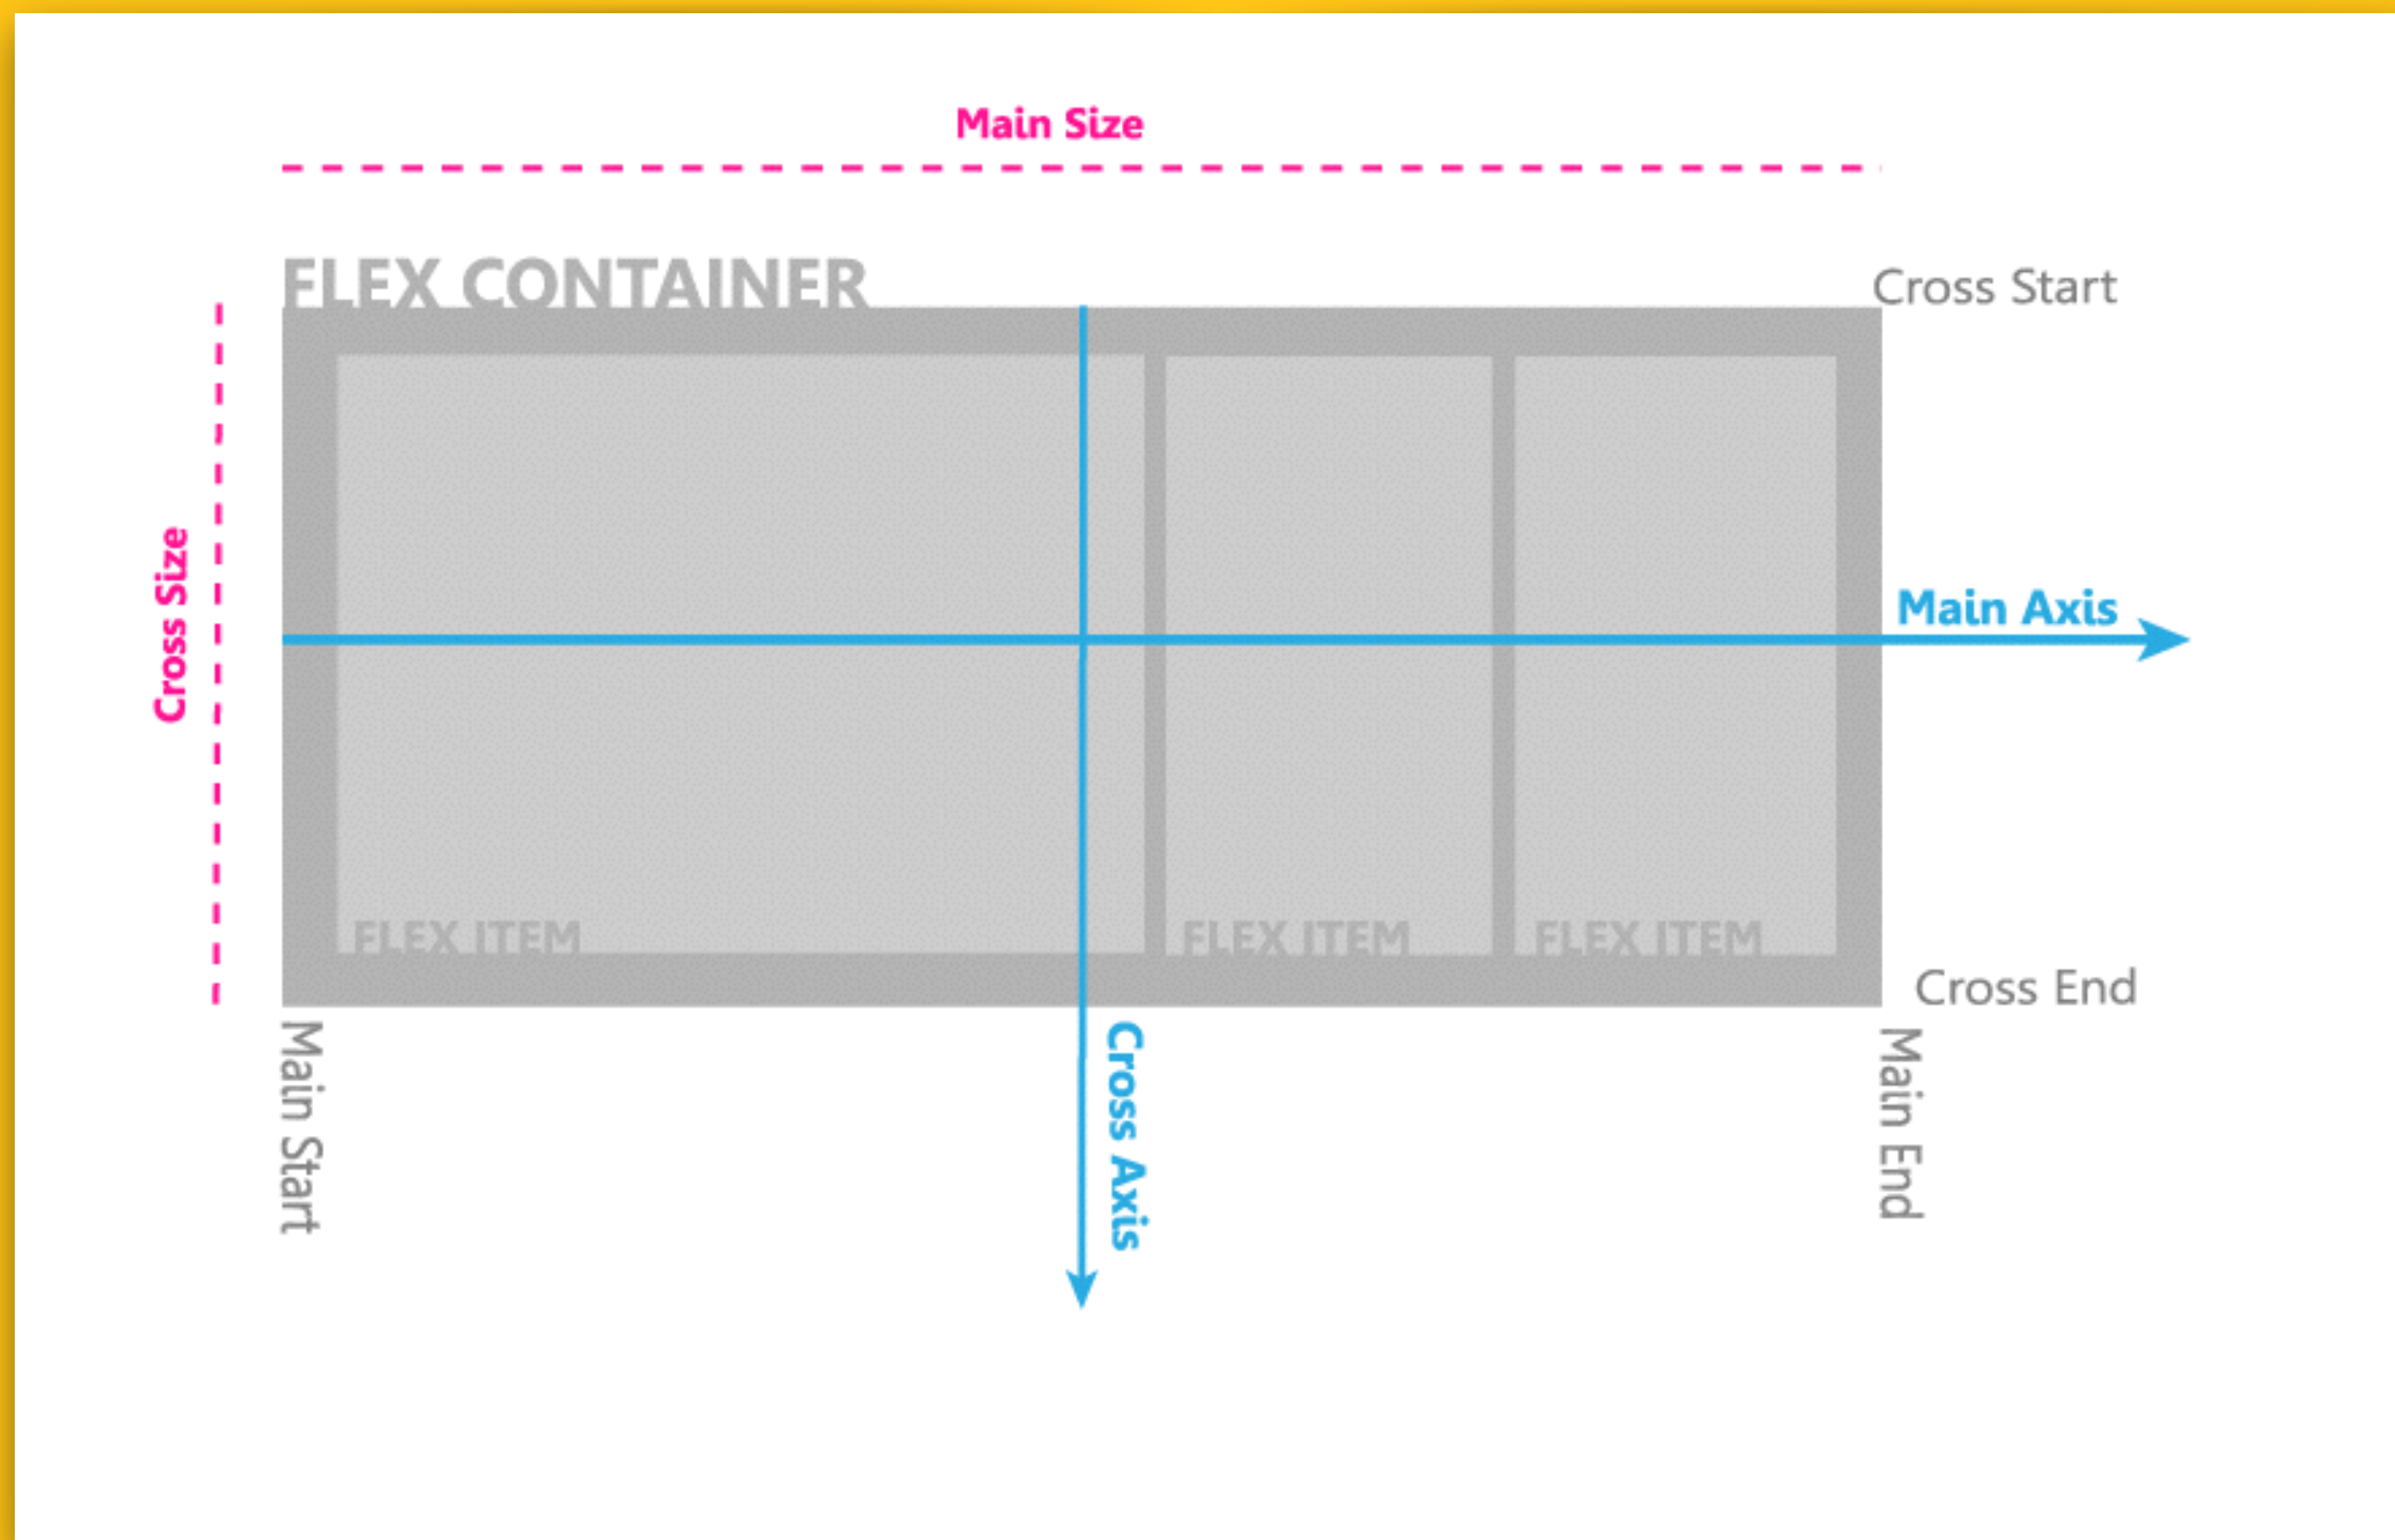 Main Size
FLEX CONTAINER
Cross Start
Cross Size
Main Axis
FLEX ITEM
FLEX ITEM
FLEX ITEM
Cross End
Main Start
Cross Axis
Main End